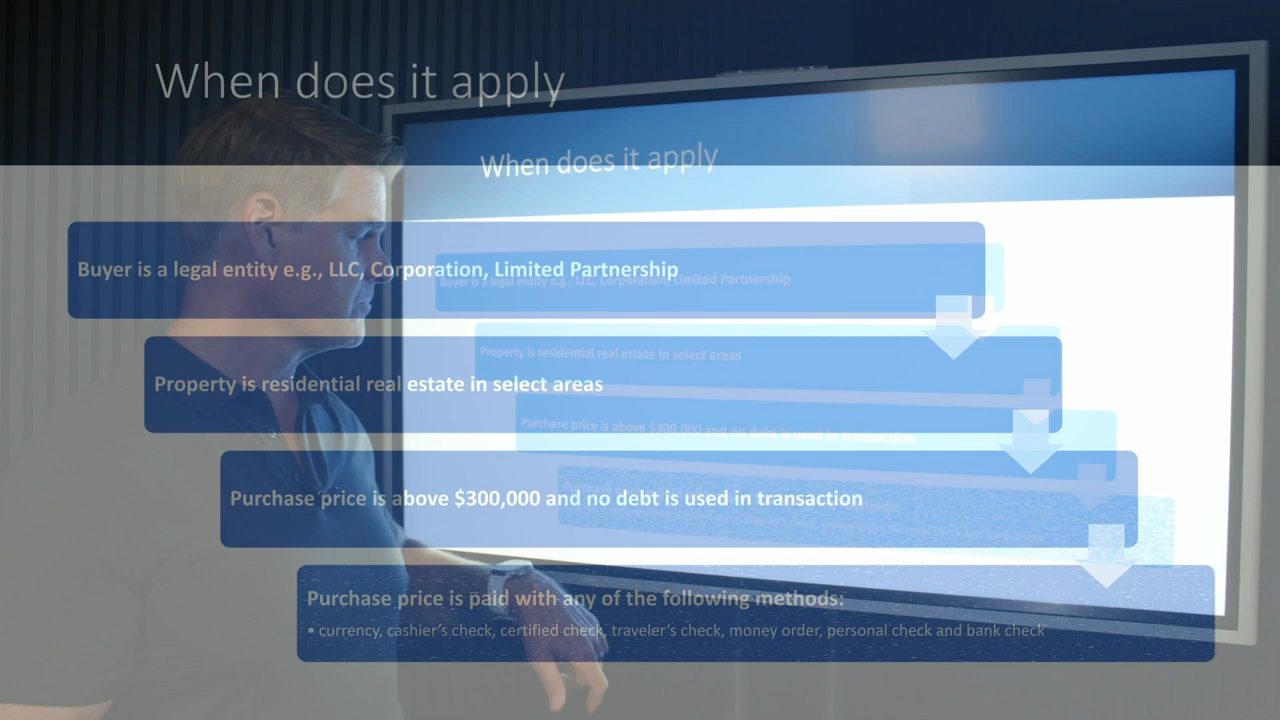 When does it apply
When does it apply
Buyer is a legal entity e.g., LLC, Corporation, Limited Partnership
Buyer is a legal entity e.g., LLC, Corporation, Limited Partnership
Property is residential real estate in select areas
Property is residential real estate in select areas
Purchase price is above $300,000 and no debt is used in transaction
Purchase price is above $300,000 and no debt is used in transaction
Purchase price is paid with any of the following methods:
• currency, cashier’s check, certified check, traveler’s check, money order, personal check and bank check